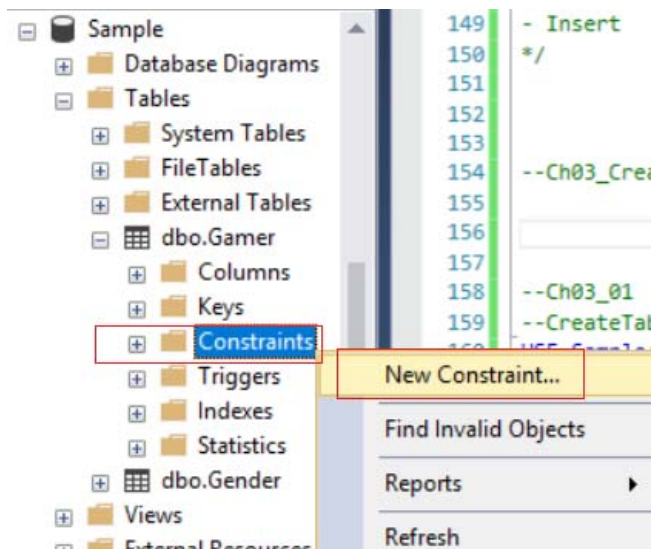 Sample
Database Diagrams
Tables
System Tables
FileTables
External Tables
dbo.Gamer
Columns
Keys
Constraints
Triggers
Indexes
Statistics
dbo.Gender
Views
External Resources
149 - Insert
150 */
151
152
153
154 --Ch03_Crea
155
156
157
158 --Ch03_01
159 --CreateTab
New Constraint...
Find Invalid Objects
Reports
Refresh